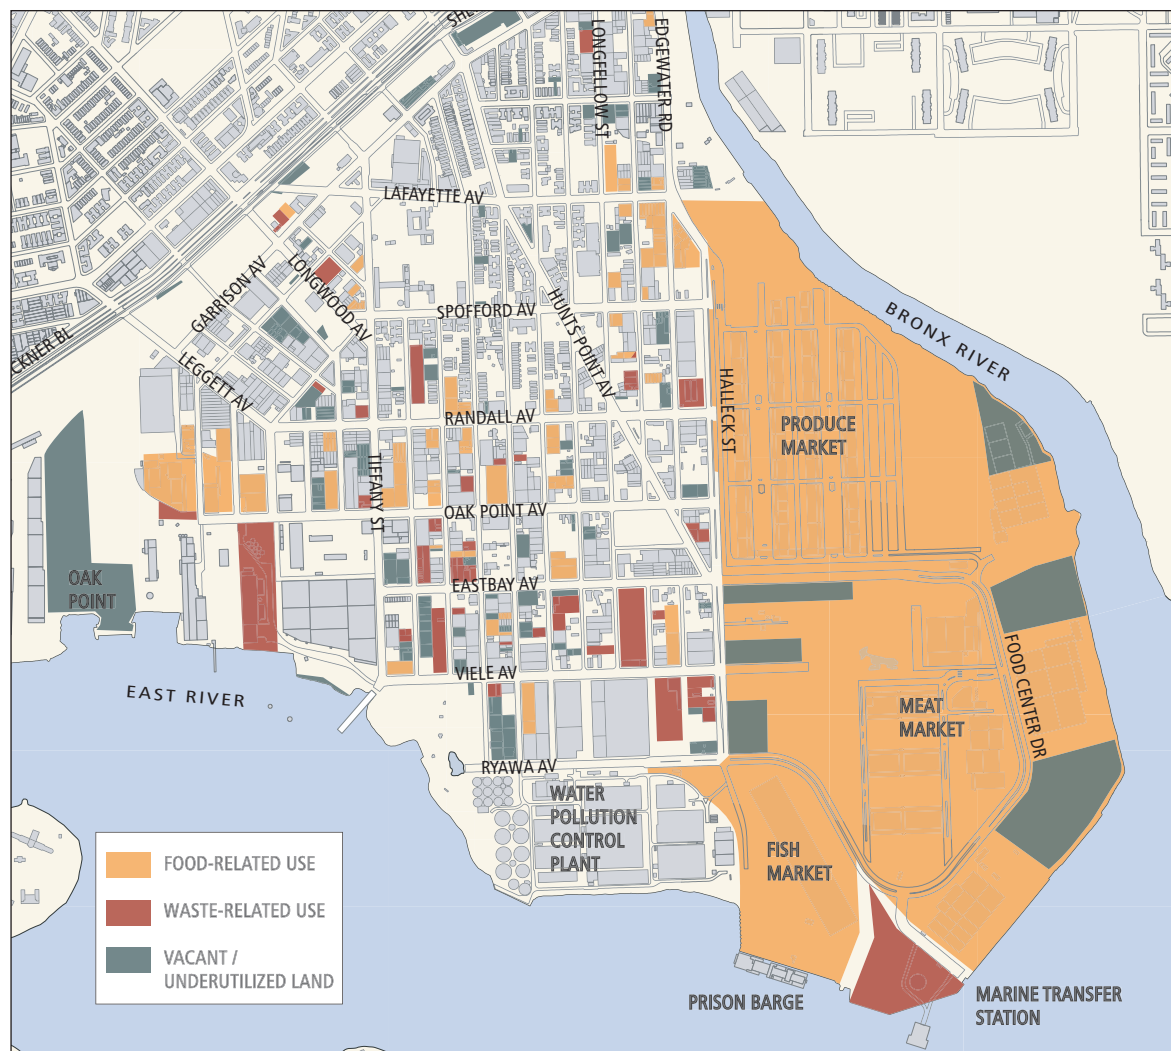 SHE
LONGFELLOW ST
EDGEWATER RD
LAFAYETTE AV
GARRISON AV
LONGWOOD AV
SPOFFORD AV
HUNTS POINT AV
BRONX RIVER
CKNER BL
LEGGETT AV
RANDALL AV
HALLECK ST
PRODUCE
MARKET
TIFFANY ST
OAK POINT AV
OAK
POINT
EASTBAY AV
FOOD CENTER DR
VIELE AV
EAST RIVER
MEAT
MARKET
RYAWA AV
WATER
POLLUTION
CONTROL
PLANT
FISH
MARKET
FOOD-RELATED USE
WASTE-RELATED USE
VACANT /
UNDERUTILIZED LAND
PRISON BARGE
MARINE TRANSFER
STATION